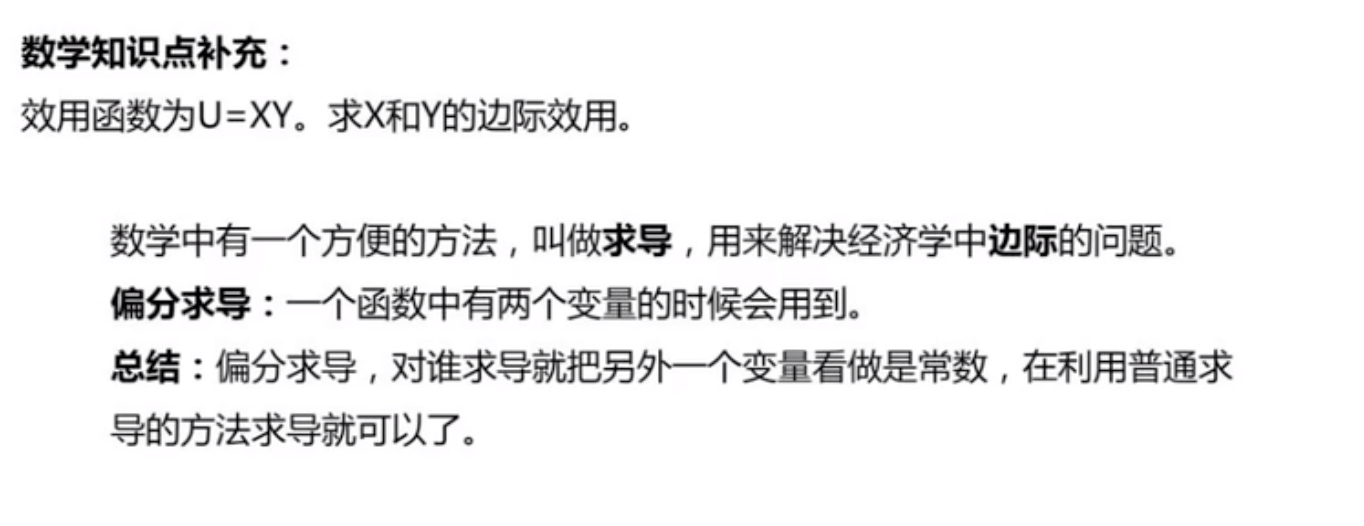 数学知识点补充：
效用函数为U=XY。求X和Y的边际效用。
数学中有一个方便的方法，叫做求导，用来解决经济学中边际的问题。
偏分求导：一个函数中有两个变量的时候会用到。
总结：偏分求导，对谁求导就把另外一个变量看做是常数，在利用普通求
导的方法求导就可以了。